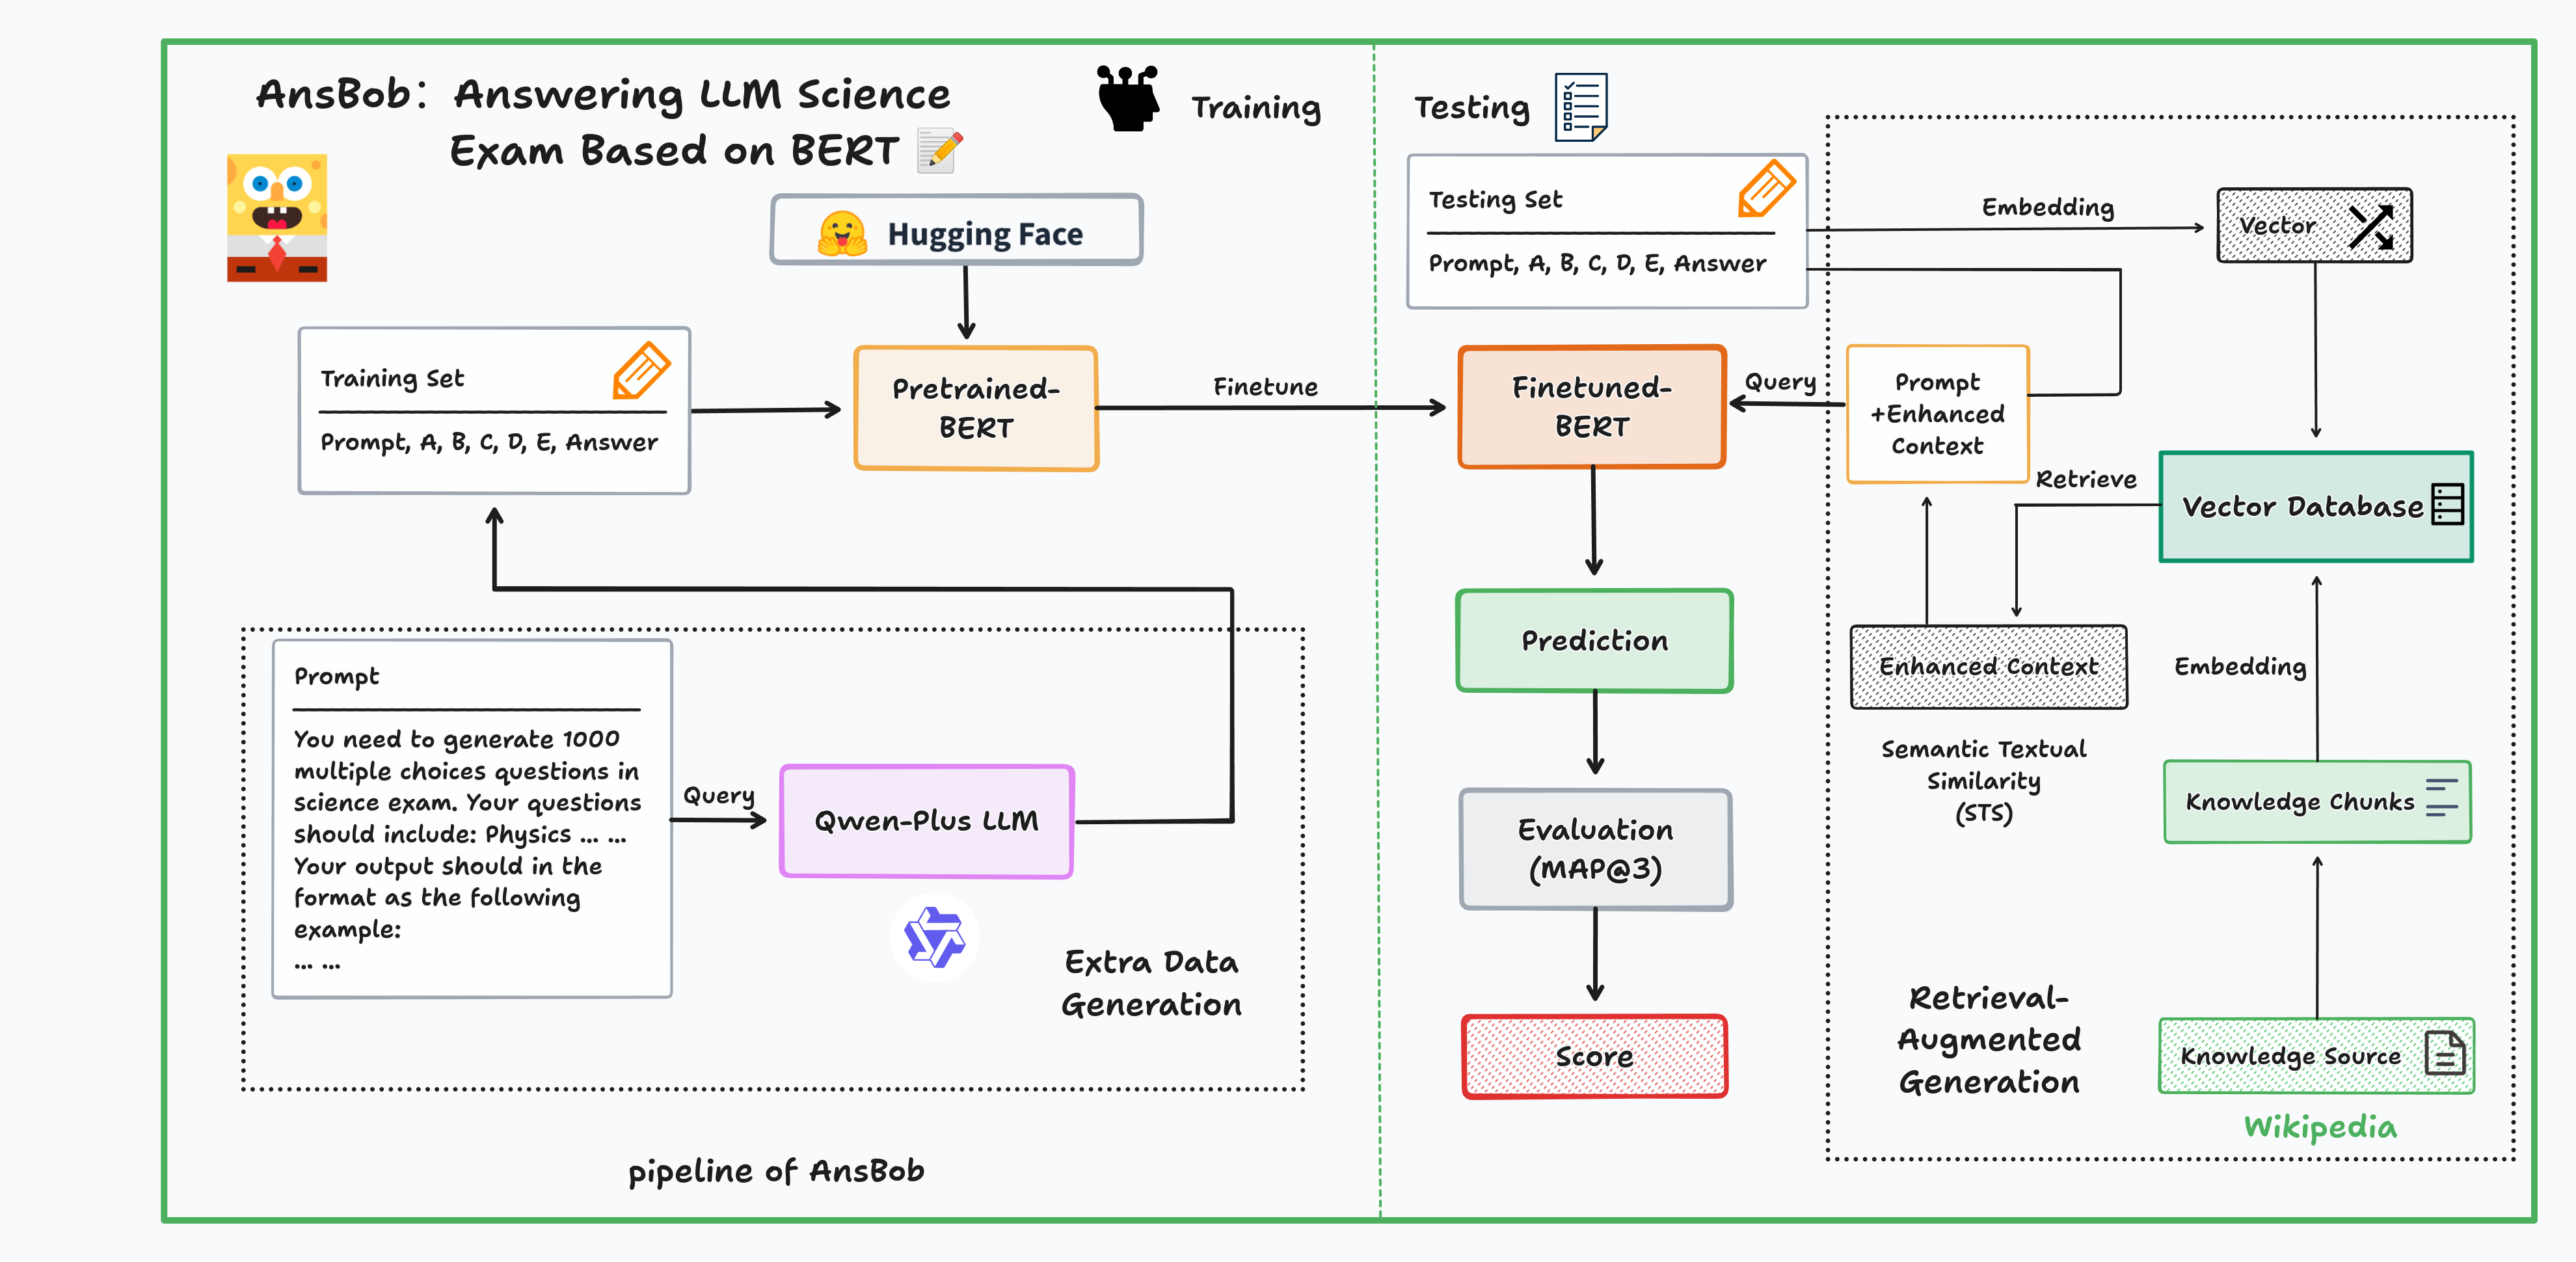 AnsBob: Answering LLM Science
Exam Based on BERT
Training
Hugging Face
Training Set
Prompt, A, B, C, D, E, Answer
Pretrained-
BERT
Finetune
Prompt
You need to generate 1000
multiple choices questions in
science exam. Your questions
should include: Physics ... ...
Your output should in the
format as the following
example:
... ...
Query
Qwen-Plus LLM
Extra Data
Generation
pipeline of AnsBob
Testing
Testing Set
Prompt, A, B, C, D, E, Answer
Embedding
Vector
Finetuned-
BERT
Query
Prompt
+Enhanced
Context
Retrieve
Vector Database
Prediction
Enhanced Context
Semantic Textual
Similarity
(STS)
Embedding
Knowledge Chunks
Evaluation
(MAP@3)
Score
Retrieval-
Augmented
Generation
Knowledge Source
Wikipedia